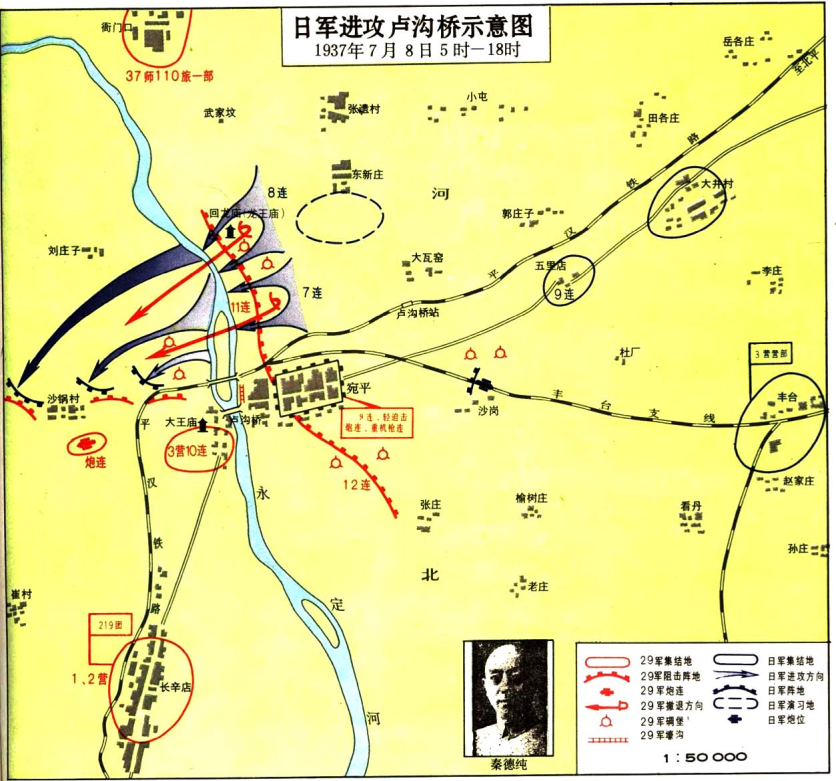 日军进攻卢沟桥示意图
1937年7月8日5时—18时
衙门口
37师110旅一部
武家坟
张遗村
小屯
岳各庄
至北平
田各庄
东新庄
8连
回龙庙(龙王庙)
河
平汉铁路
大井村
郭庄子
刘庄子
大瓦窑
五里店
9连
李庄
7连
11连
卢沟桥站
杜厂
3营营部
沙锅村
宛平
丰台支线
丰台
大王庙
卢沟桥
沙岗
9连、轻迫击
炮连、重机枪连
炮连
3营10连
12连
平汉铁路
永定河
张庄
榆树庄
看丹
赵家庄
孙庄
北
老庄
崔村
219团
1、2营
长辛店
秦德纯
29军集结地
29军阻击阵地
29军炮连
29军撤退方向
29军碉堡
29军壕沟
日军集结地
日军进攻方向
日军阵地
日军演习地
日军炮位
1:50000